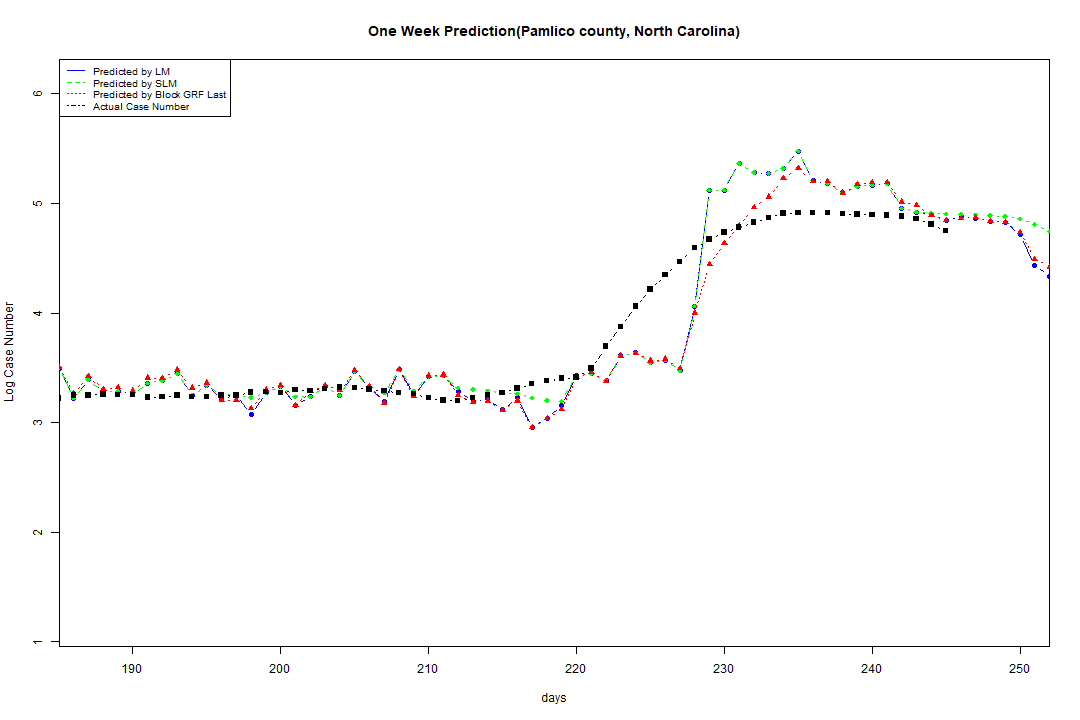 One Week Prediction(Pamlico county, North Carolina)
Predicted by LM
Predicted by SLM
Predicted by Block GRF Last
Actual Case Number
6
5
4
3
2
1
Log Case Number
190 200 210 220 230 240 250
days